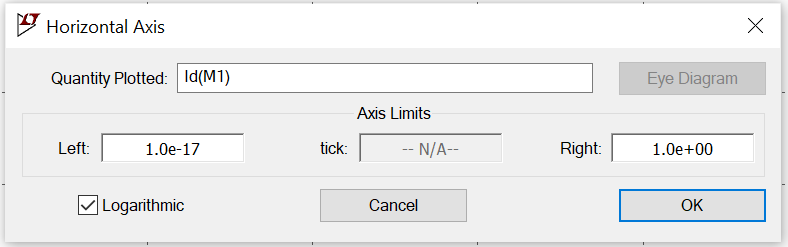 Horizontal Axis
Quantity Plotted: Id(M1) Eye Diagram
Axis Limits
Left: 1.0e-17 tick: -- N/A-- Right: 1.0e+00
Logarithmic Cancel OK